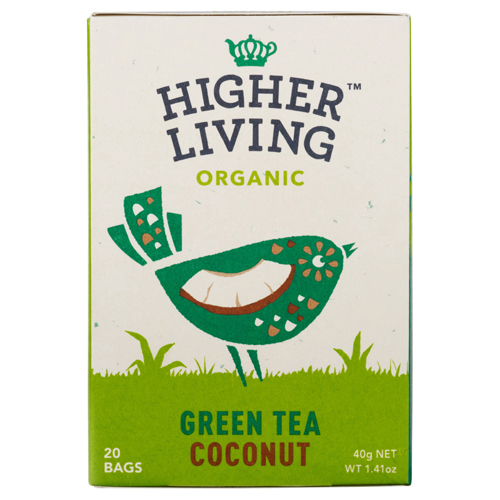 HIGHER™
LIVING
ORGANIC
GREEN TEA
COCONUT
20
BAGS
40g NET
WT 1.41oz